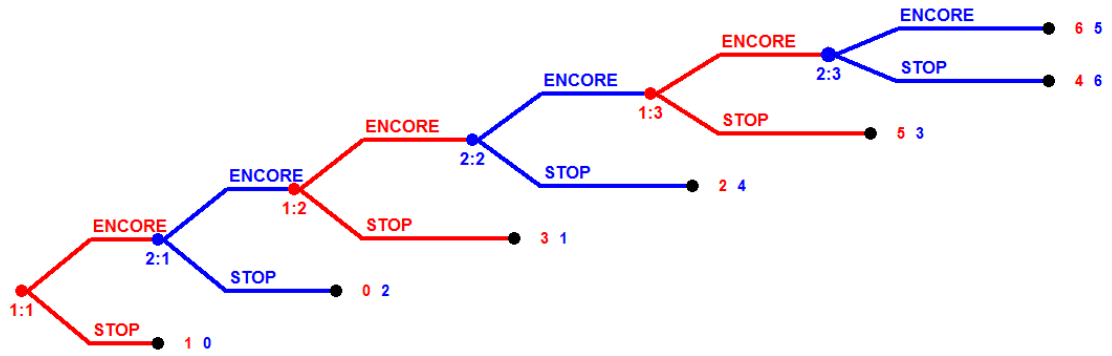 ENCORE
6 5
ENCORE
STOP
2:3
4 6
ENCORE
1:3
STOP
5 3
ENCORE
2:2
STOP
2 4
ENCORE
1:2
STOP
3 1
ENCORE
2:1
STOP
0 2
1:1
STOP
1 0